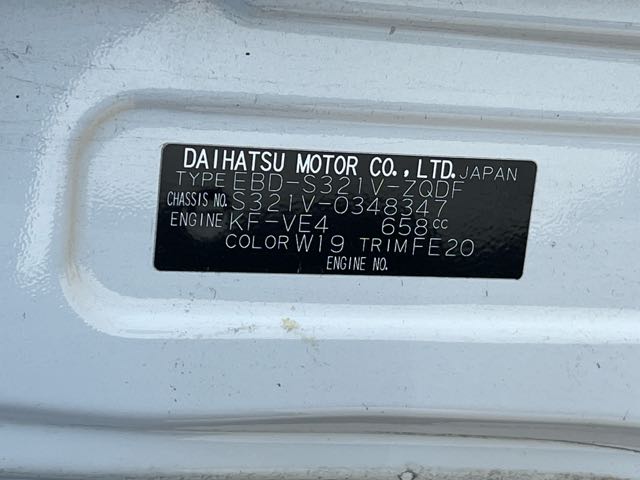 DAIHATSU MOTOR CO.,LTD. JAPAN
TYPE EBD-S321V-ZQDF
CHASSIS NO. S321V-0348347
ENGINE KF-VE4 658cc
COLOR W19 TRIM FE20
ENGINE NO.